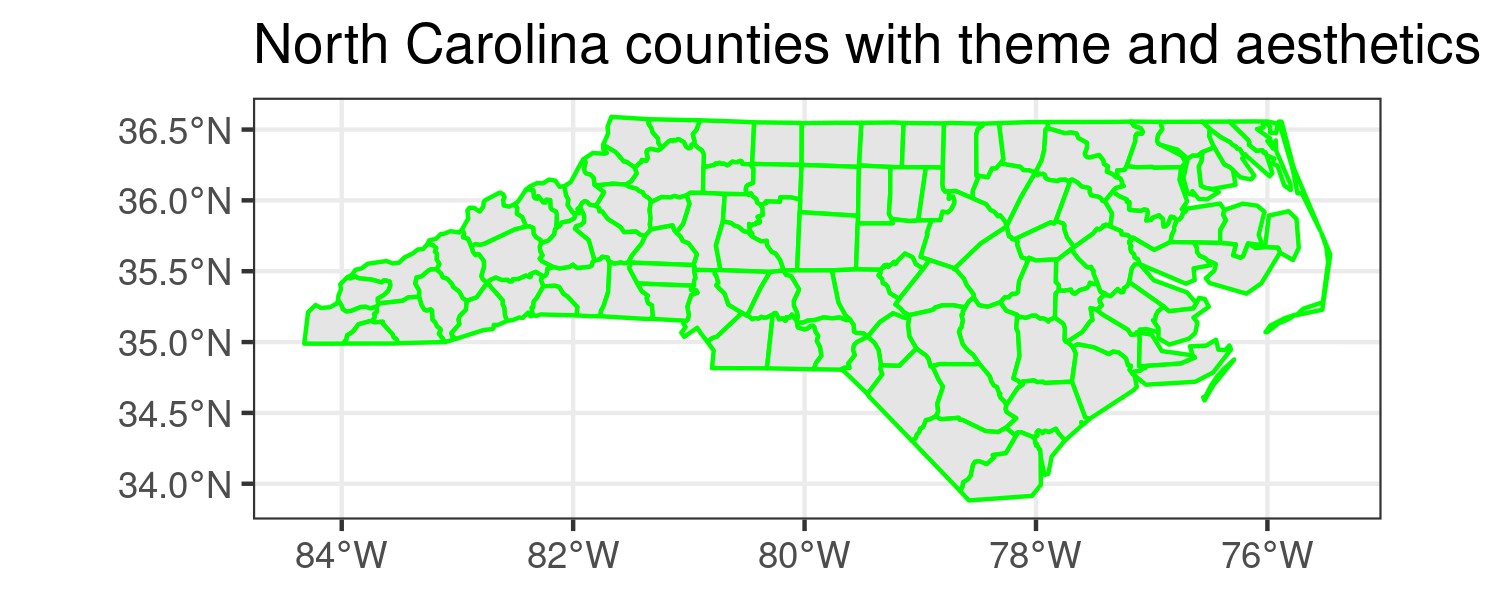 North Carolina counties with theme and aesthetics
36.5°N
36.0°N
35.5°N
35.0°N
34.5°N
34.0°N
84°W 82°W 80°W 78°W 76°W